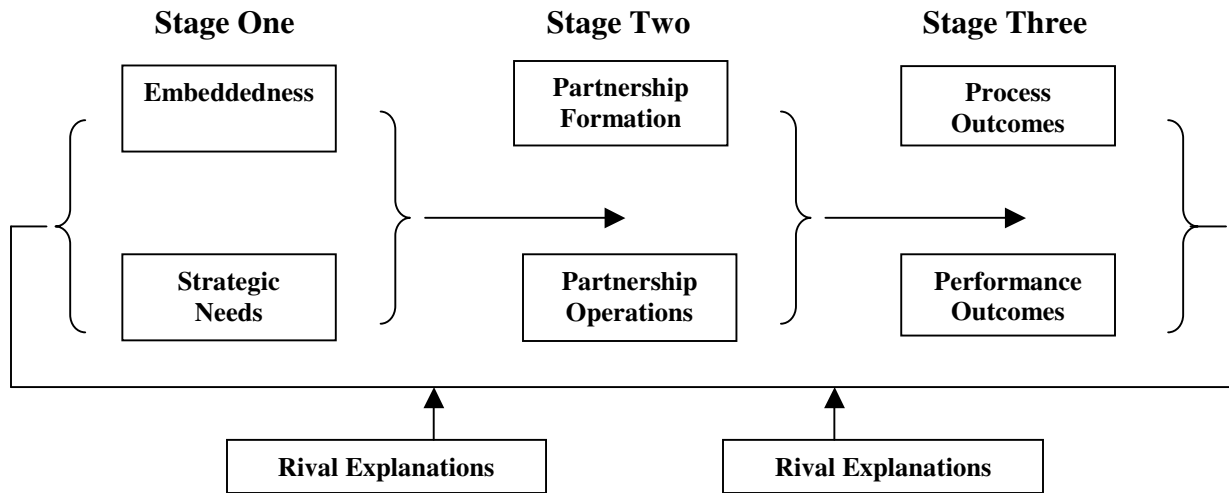 Stage One
Stage Two
Stage Three
Embeddedness
Partnership
Formation
Process
Outcomes
Strategic
Needs
Partnership
Operations
Performance
Outcomes
Rival Explanations
Rival Explanations